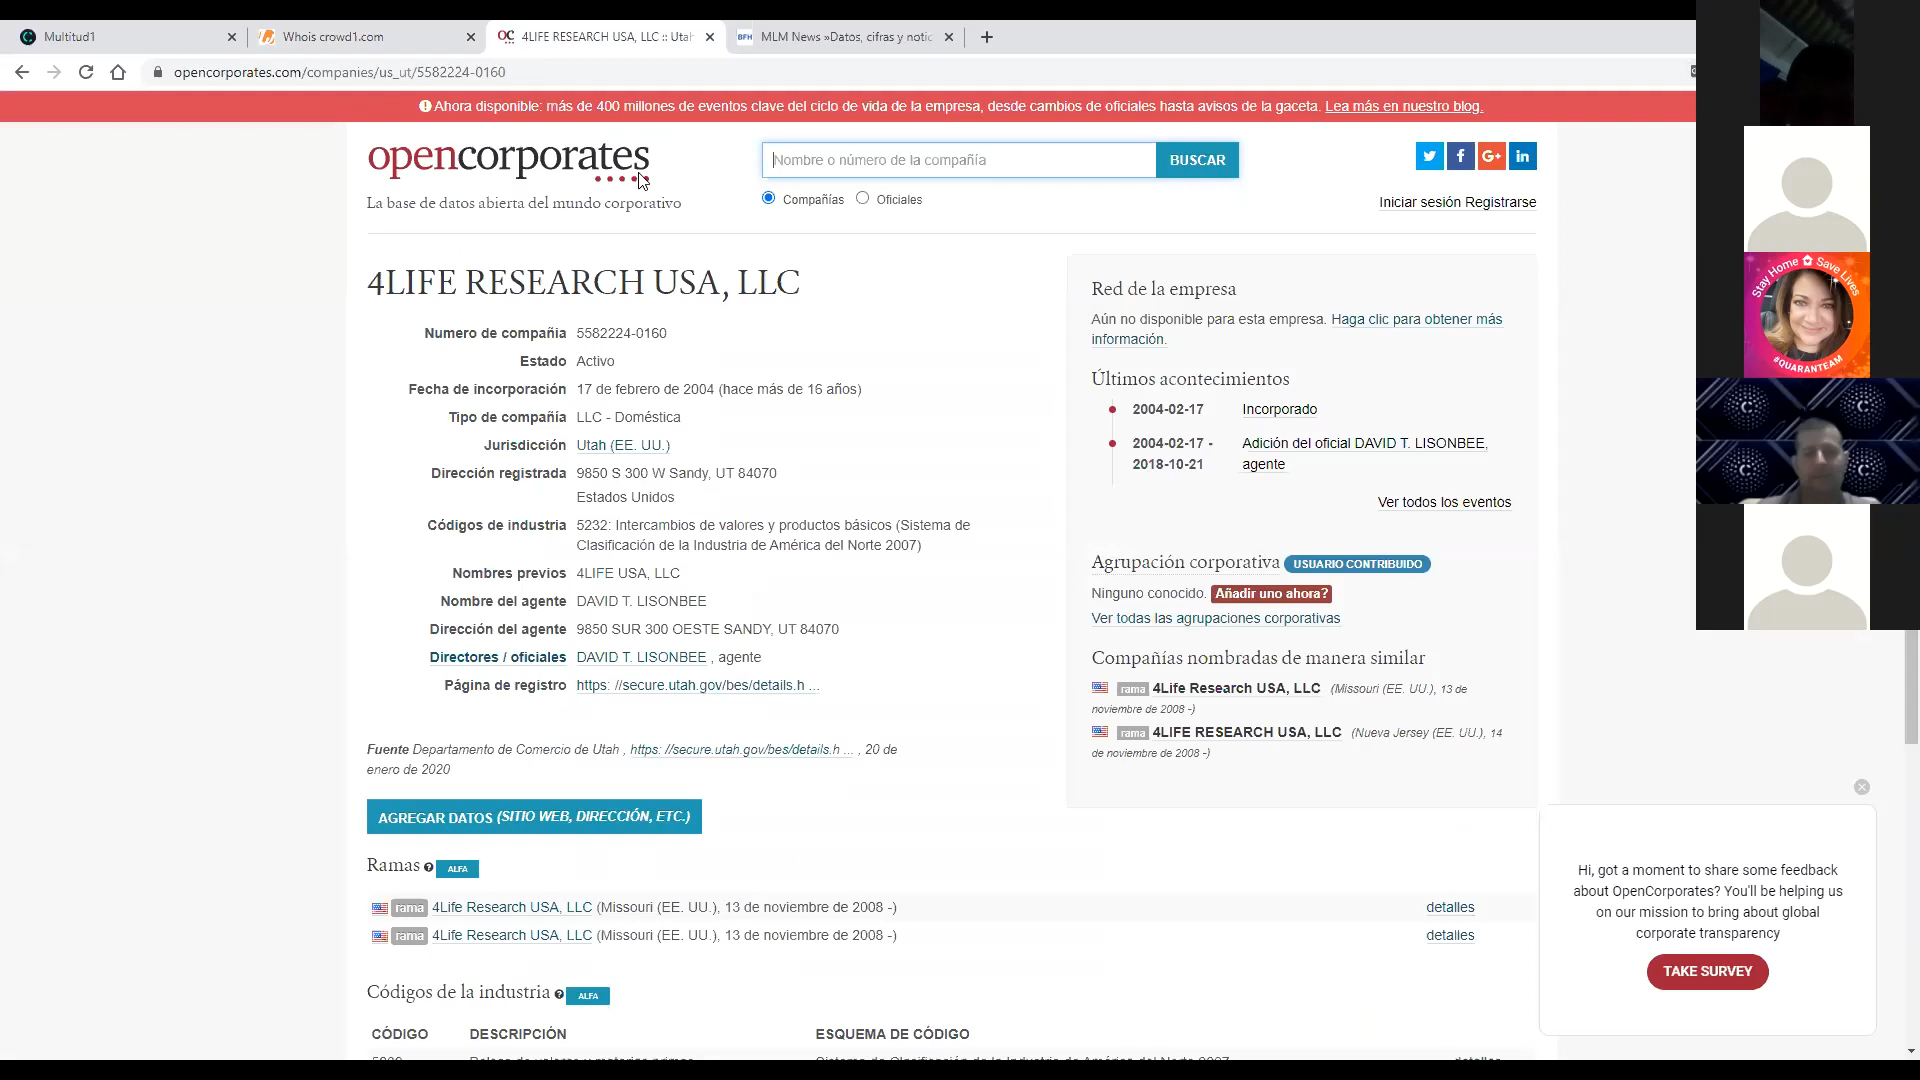 Multitud1
Whois crowd1.com
4LIFE RESEARCH USA, LLC :: Utah
BFH
MLM News »Datos, cifras y notic
opencorporates.com/companies/us_ut/5582224-0160
Ahora disponible: más de 400 millones de eventos clave del ciclo de vida de la empresa, desde cambios de oficiales hasta avisos de la gaceta. Lea más en nuestro blog.
opencorporates
La base de datos abierta del mundo corporativo
Nombre o número de la compañía
BUSCAR
Compañías
Oficiales
Iniciar sesión Registrarse
4LIFE RESEARCH USA, LLC
Numero de compañía 5582224-0160
Estado Activo
Fecha de incorporación 17 de febrero de 2004 (hace más de 16 años)
Tipo de compañía LLC - Doméstica
Jurisdicción Utah (EE. UU.)
Dirección registrada 9850 S 300 W Sandy, UT 84070
Estados Unidos
Códigos de industria 5232: Intercambios de valores y productos básicos (Sistema de
Clasificación de la Industria de América del Norte 2007)
Nombres previos 4LIFE USA, LLC
Nombre del agente DAVID T. LISONBEE
Dirección del agente 9850 SUR 300 OESTE SANDY, UT 84070
Directores / oficiales DAVID T. LISONBEE , agente
Página de registro https: //secure.utah.gov/bes/details.h ...
Fuente Departamento de Comercio de Utah , https: //secure.utah.gov/bes/details.h ... , 20 de
enero de 2020
AGREGAR DATOS (SITIO WEB, DIRECCIÓN, ETC.)
Ramas
ALFA
rama 4Life Research USA, LLC (Missouri (EE. UU.), 13 de noviembre de 2008 -) detalles
rama 4Life Research USA, LLC (Missouri (EE. UU.), 13 de noviembre de 2008 -) detalles
Códigos de la industria
ALFA
CÓDIGO DESCRIPCIÓN ESQUEMA DE CÓDIGO
Red de la empresa
Aún no disponible para esta empresa. Haga clic para obtener más
información.
Últimos acontecimientos
2004-02-17 Incorporado
2004-02-17 - Adición del oficial DAVID T. LISONBEE,
2018-10-21 agente
Ver todos los eventos
Agrupación corporativa USUARIO CONTRIBUIDO
Ninguno conocido. Añadir uno ahora?
Ver todas las agrupaciones corporativas
Compañías nombradas de manera similar
rama 4Life Research USA, LLC (Missouri (EE. UU.), 13 de
noviembre de 2008 -)
rama 4LIFE RESEARCH USA, LLC (Nueva Jersey (EE. UU.), 14
de noviembre de 2008 -)
Hi, got a moment to share some feedback
about OpenCorporates? You'll be helping us
on our mission to bring about global
corporate transparency
TAKE SURVEY
Stay Home Save Lives
#QUARANTEAM